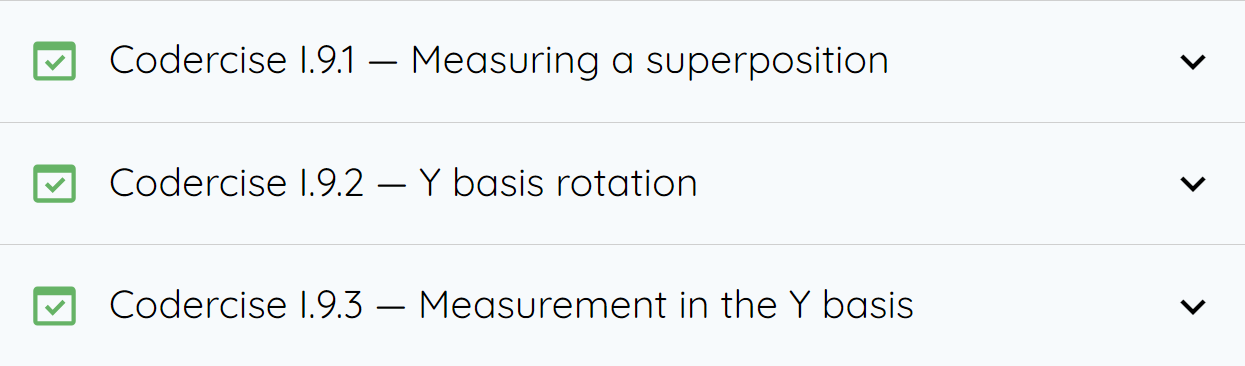 Codercise I.9.1 — Measuring a superposition
Codercise I.9.2 — Y basis rotation
Codercise I.9.3 — Measurement in the Y basis